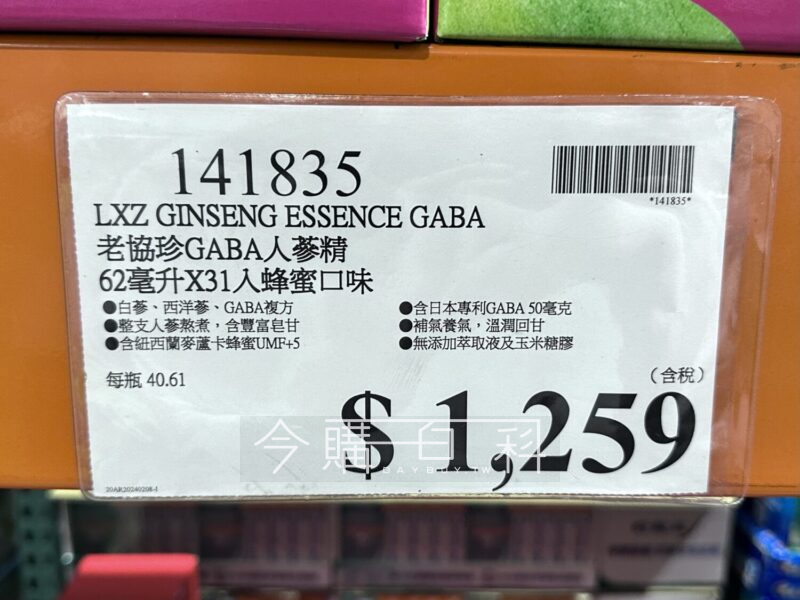 141835
*141835*
LXZ GINSENG ESSENCE GABA
老協珍GABA人蔘精
62毫升X31入蜂蜜口味
●白蔘、西洋蔘、GABA複方
●整支人蔘熬煮，含豐富皂甘
●含紐西蘭麥蘆卡蜂蜜UMF+5
●含日本專利GABA 50毫克
●補氣養氣，溫潤回甘
●無添加萃取液及玉米糖膠
每瓶 40.61
（含稅）
$ 1,259
今購百科
DAYBUY.TW
20AR20240208-1